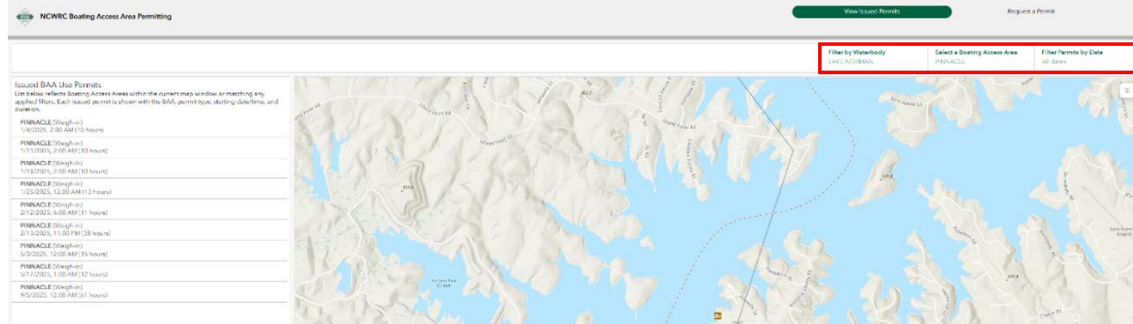 NCWRC Boating Access Area Permitting
View Issued Permits
Request a Permit
Filter by Waterbody
LAKE NORMAN
Select a Boating Access Area
PINNACLE
Filter Permits by Date
All dates
Issued BAA Use Permits
List below reflects Boating Access Areas within the current map window or matching any
applied filters. Each issued permit is shown with the BAA, permit type, starting date/time, and
duration.
PINNACLE (Weigh-in)
1/4/2025, 2:00 AM (10 hours)
PINNACLE (Weigh-in)
1/11/2025, 2:00 AM (10 hours)
PINNACLE (Weigh-in)
1/18/2025, 2:00 AM (10 hours)
PINNACLE (Weigh-in)
1/25/2025, 12:00 AM (13 hours)
PINNACLE (Weigh-in)
2/12/2025, 6:00 AM (11 hours)
PINNACLE (Weigh-in)
2/13/2025, 11:00 PM (38 hours)
PINNACLE (Weigh-in)
5/3/2025, 12:00 AM (15 hours)
PINNACLE (Weigh-in)
5/17/2025, 1:00 AM (12 hours)
PINNACLE (Weigh-in)
9/5/2025, 12:00 AM (61 hours)